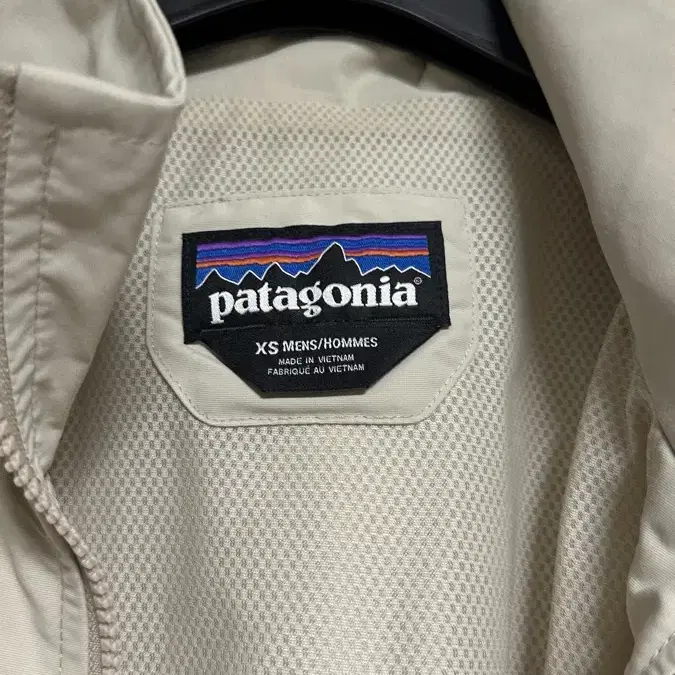 patagonia®
XS MENS/HOMMES
MADE IN VIETNAM
FABRIQUÉ AU VIETNAM